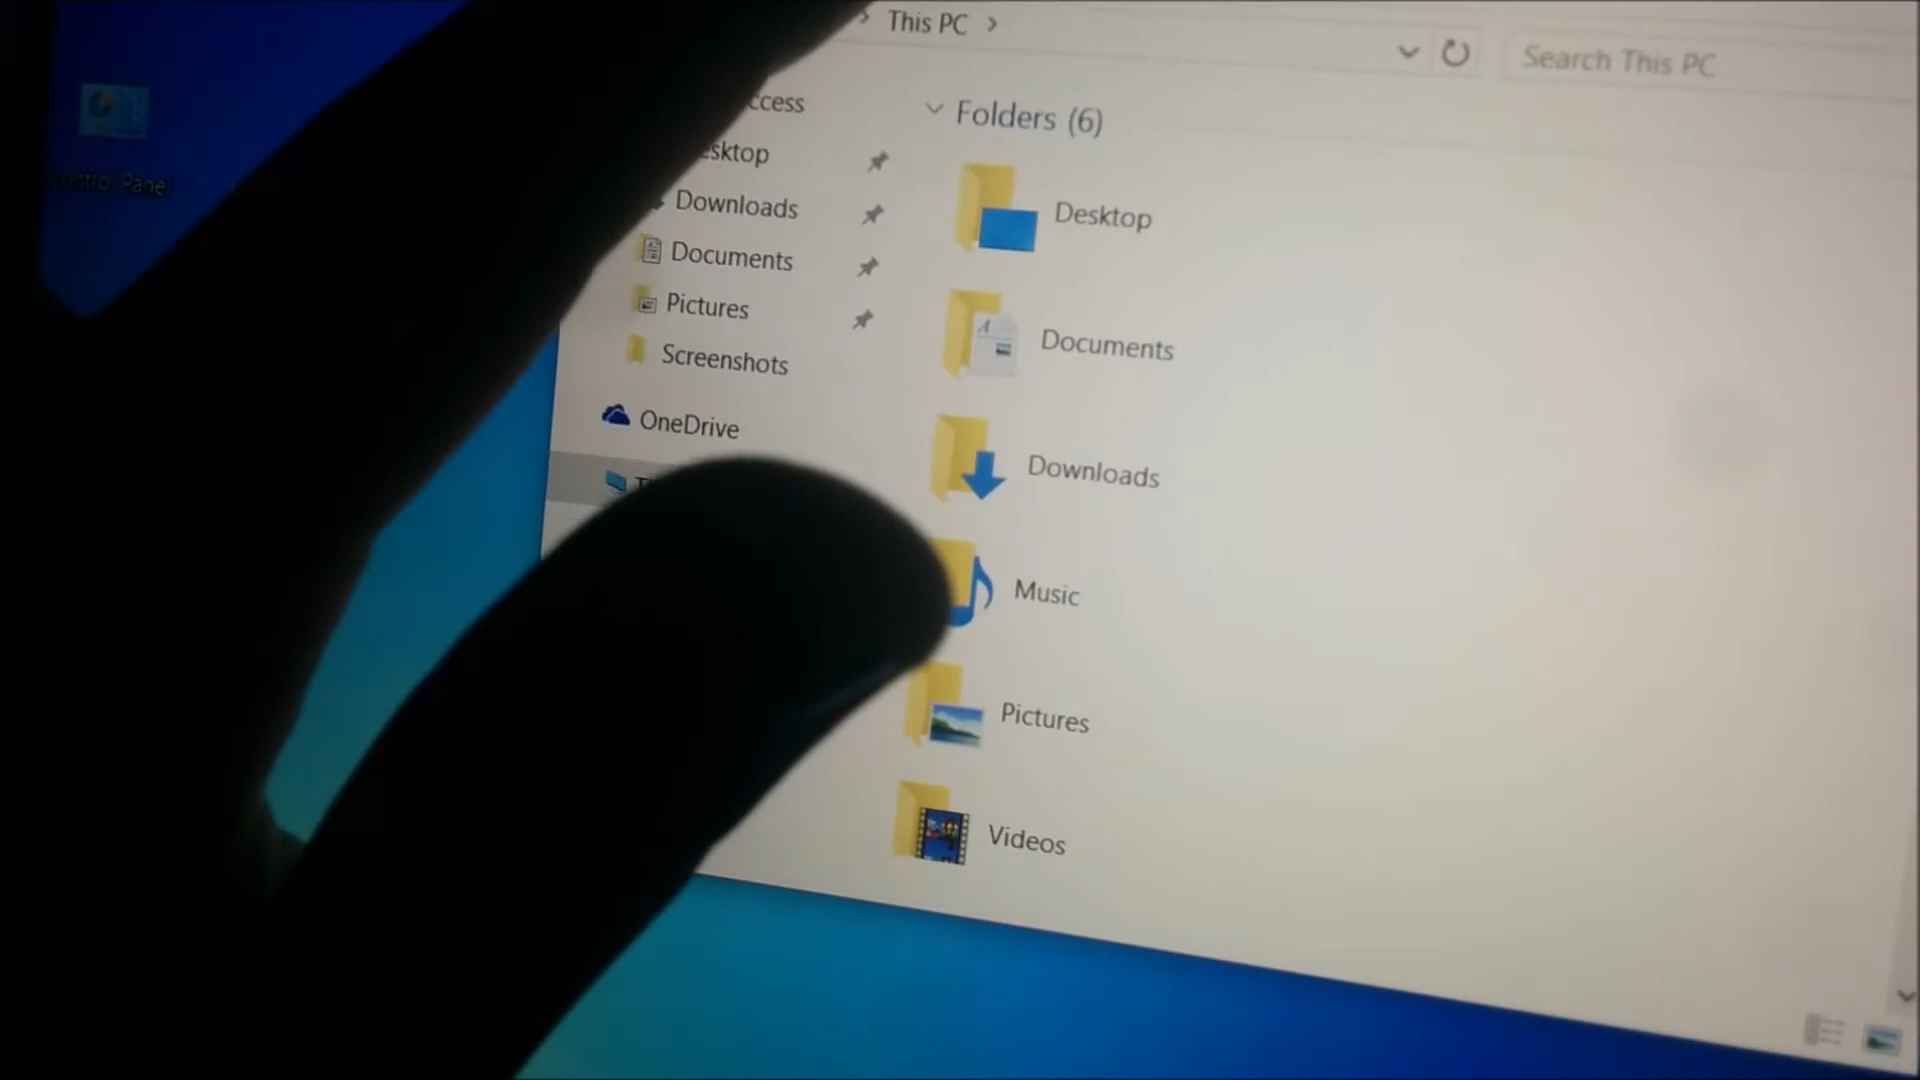 This PC
Search This PC
Folders (6)
Downloads
Documents
Pictures
Screenshots
OneDrive
Desktop
Documents
Downloads
Music
Pictures
Videos